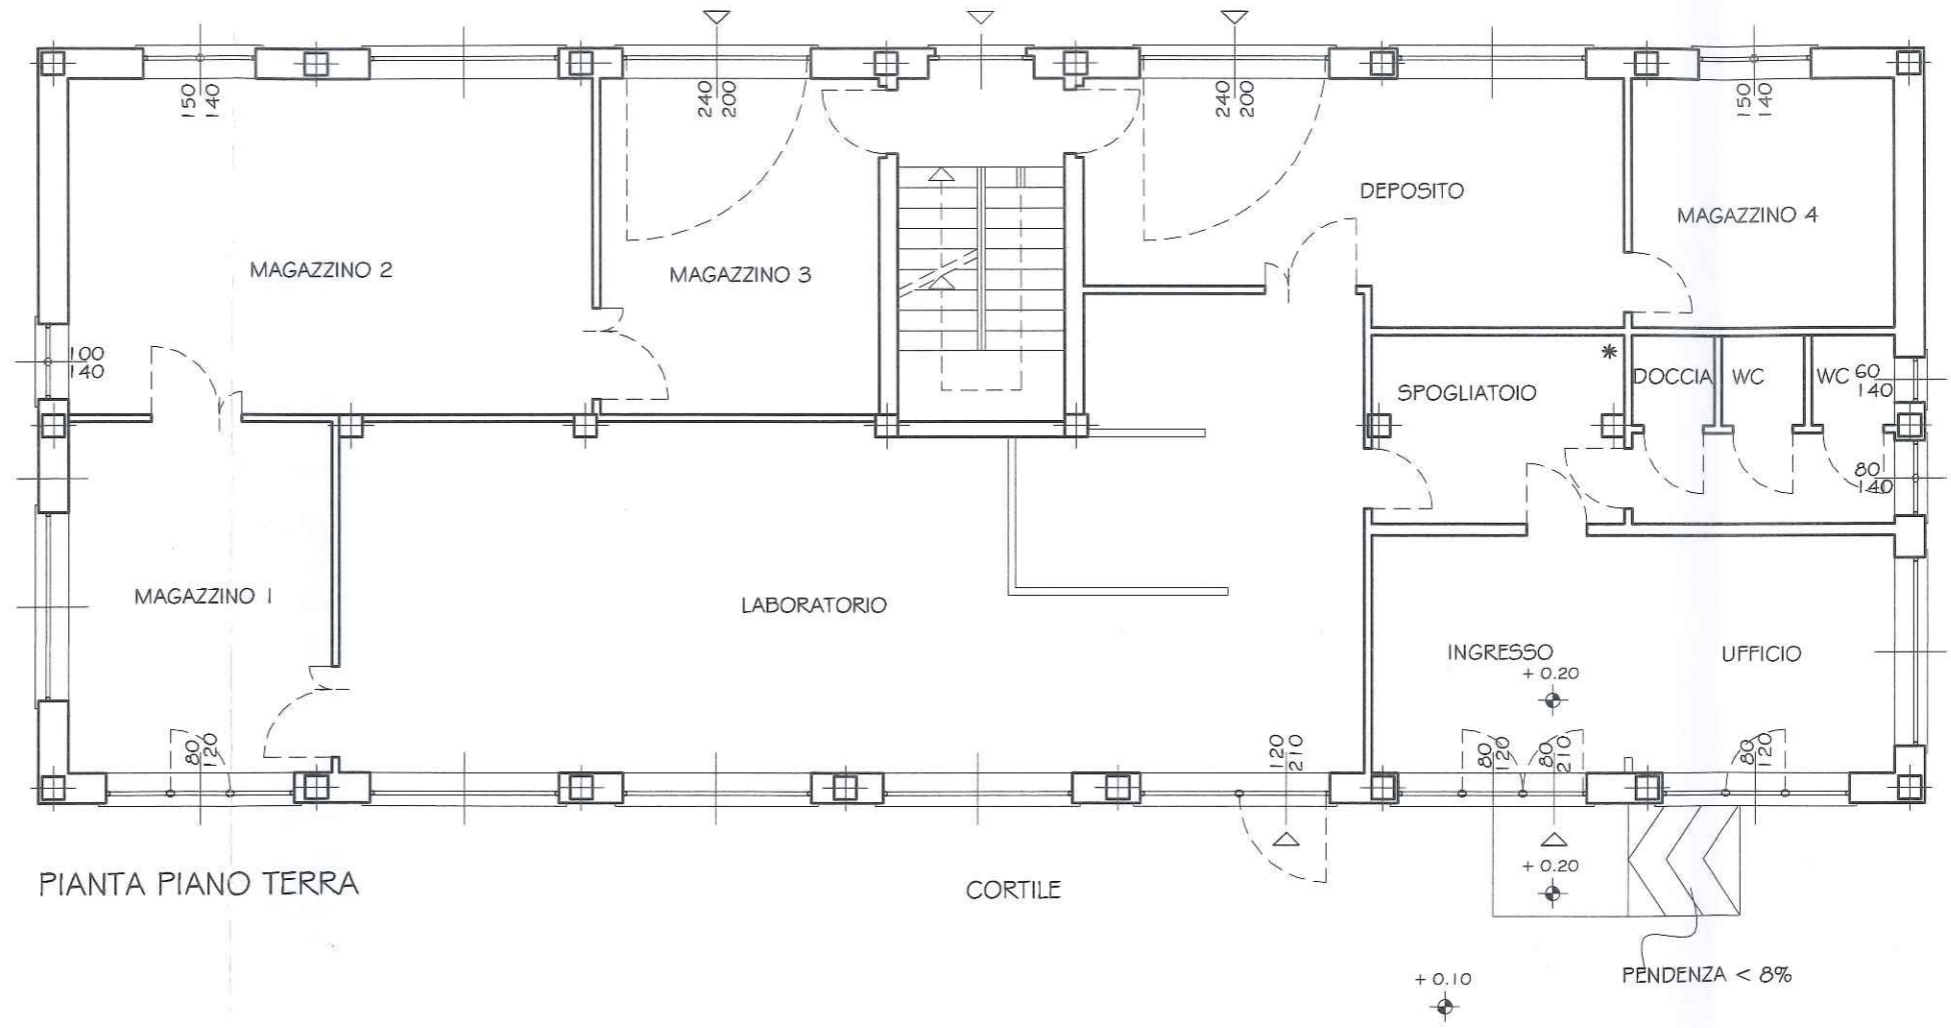 150
140
240
200
240
200
150
140
DEPOSITO
MAGAZZINO 4
MAGAZZINO 2
MAGAZZINO 3
100
140
SPOGLIATOIO
*
DOCCIA
WC
WC
60
140
80
140
MAGAZZINO 1
LABORATORIO
INGRESSO
UFFICIO
+ 0.20
80
120
120
210
80
120
80
210
80
120
+ 0.20
PIANTA PIANO TERRA
CORTILE
PENDENZA < 8%
+ 0.10